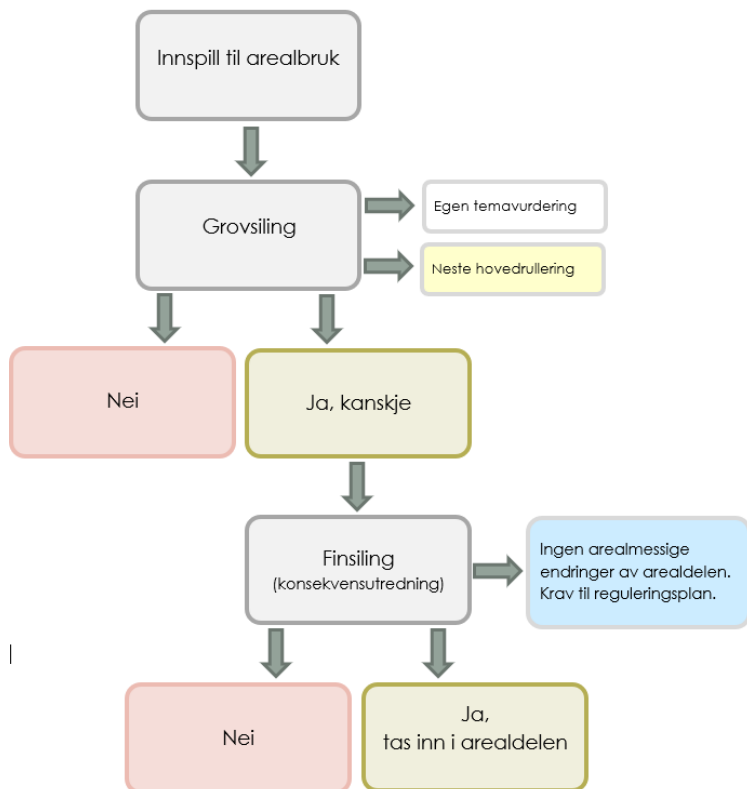 Innspill til arealbruk
Grovsiling
Egen temavurdering
Neste hovedrullering
Nei
Ja, kanskje
Finsiling
(konsekvensutredning)
Ingen arealmessige
endringer av arealdelen.
Krav til reguleringsplan.
Nei
Ja,
tas inn i arealdelen